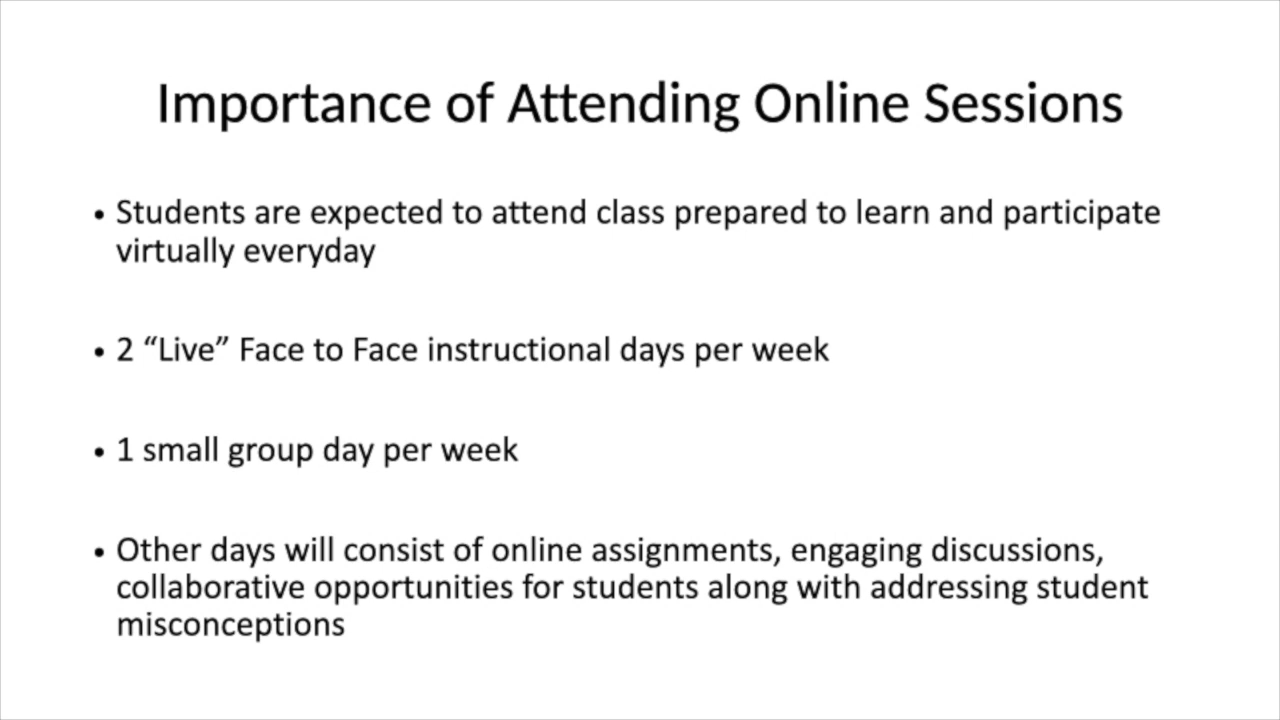 Importance of Attending Online Sessions
• Students are expected to attend class prepared to learn and participate
virtually everyday
• 2 “Live” Face to Face instructional days per week
• 1 small group day per week
• Other days will consist of online assignments, engaging discussions,
collaborative opportunities for students along with addressing student
misconceptions